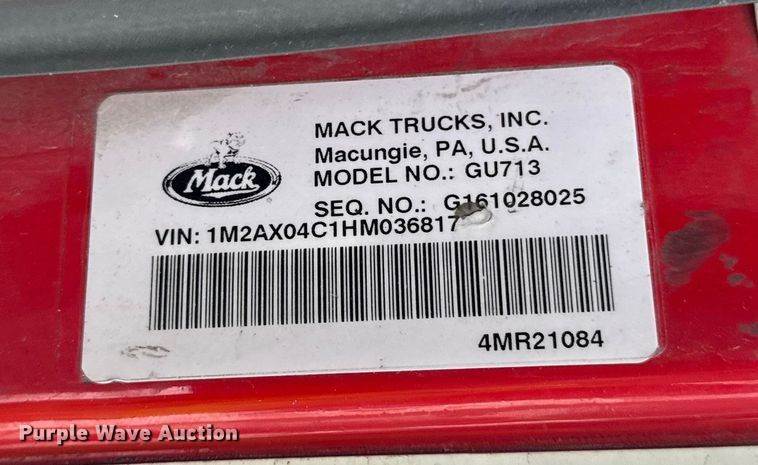 MACK TRUCKS, INC.
Macungie, PA, U.S.A.
MODEL NO.: GU713
Mack
SEQ. NO.: G161028025
VIN: 1M2AX04C1HM036817
4MR21084
Purple Wave Auction